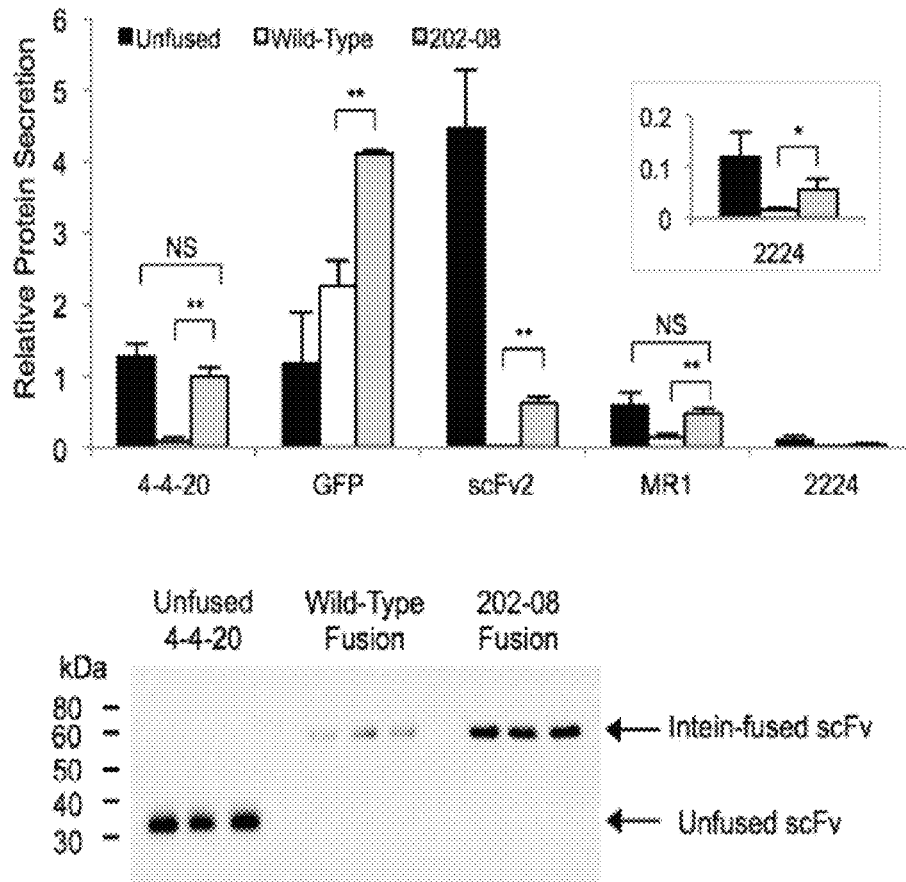 Unfused Wild-Type 202-08
Relative Protein Secretion
6
5
4
3
2
1
0
NS
**
**
**
NS
**
0.2
0.1
0
*
2224
4-4-20 GFP scFv2 MR1 2224
Unfused 4-4-20
Wild-Type Fusion
202-08 Fusion
kDa
80
60
50
40
30
Intein-fused scFv
Unfused scFv